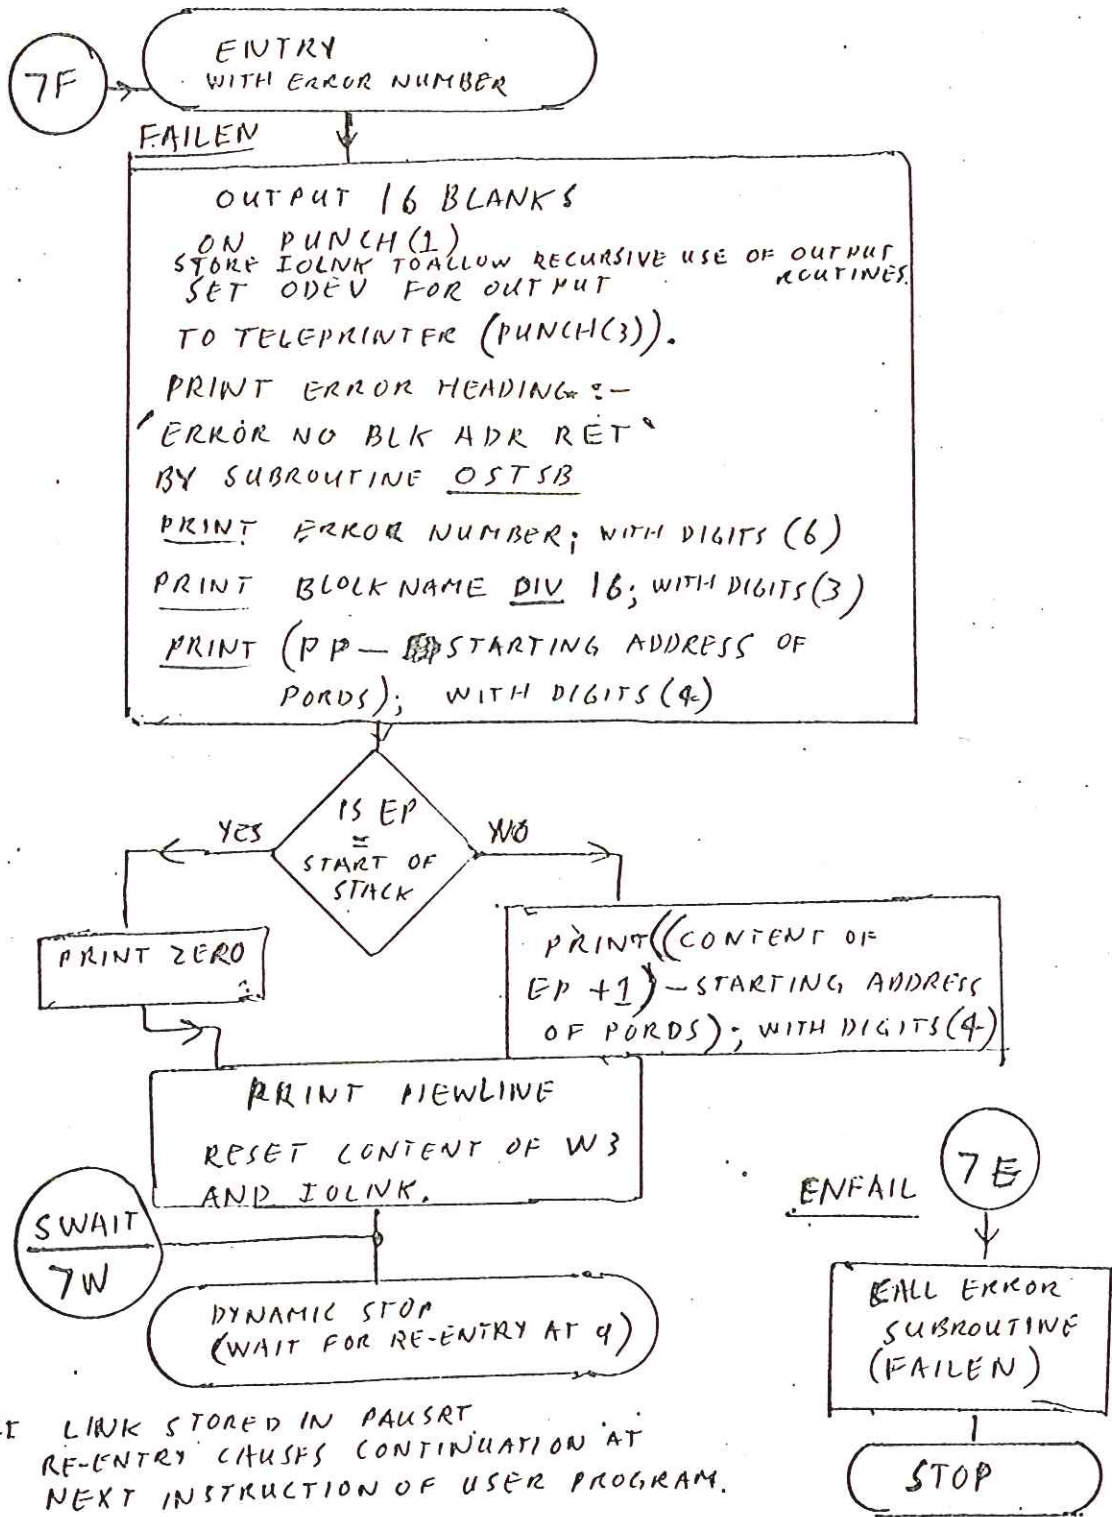 7F
ENTRY
WITH ERROR NUMBER
FAILEN
OUTPUT 16 BLANKS
ON PUNCH(1)
STORE IOLNK TO ALLOW RECURSIVE USE OF OUTPUT
ROUTINES.
SET ODEV FOR OUTPUT
TO TELEPRINTER (PUNCH(3)).
PRINT ERROR HEADING :-
'ERROR NO BLK ADR RET`
BY SUBROUTINE OSTSB
PRINT ERROR NUMBER; WITH DIGITS (6)
PRINT BLOCK NAME DIV 16; WITH DIGITS(3)
PRINT (PP- STARTING ADDRESS OF
PORDS); WITH DIGITS(4)
IS EP
=
START OF
STACK
YES
NO
PRINT ZERO
PRINT((CONTENT OF
EP +1)-STARTING ADDRESS
OF PORDS); WITH DIGITS(4)
PRINT NEWLINE
RESET CONTENT OF W3
AND IOLNK.
SWAIT
7W
DYNAMIC STOP
(WAIT FOR RE-ENTRY AT 9)
LINK STORED IN PAUSRT
RE-ENTRY CAUSES CONTINUATION AT
NEXT INSTRUCTION OF USER PROGRAM.
7E
ENFAIL
CALL ERROR
SUBROUTINE
(FAILEN)
STOP